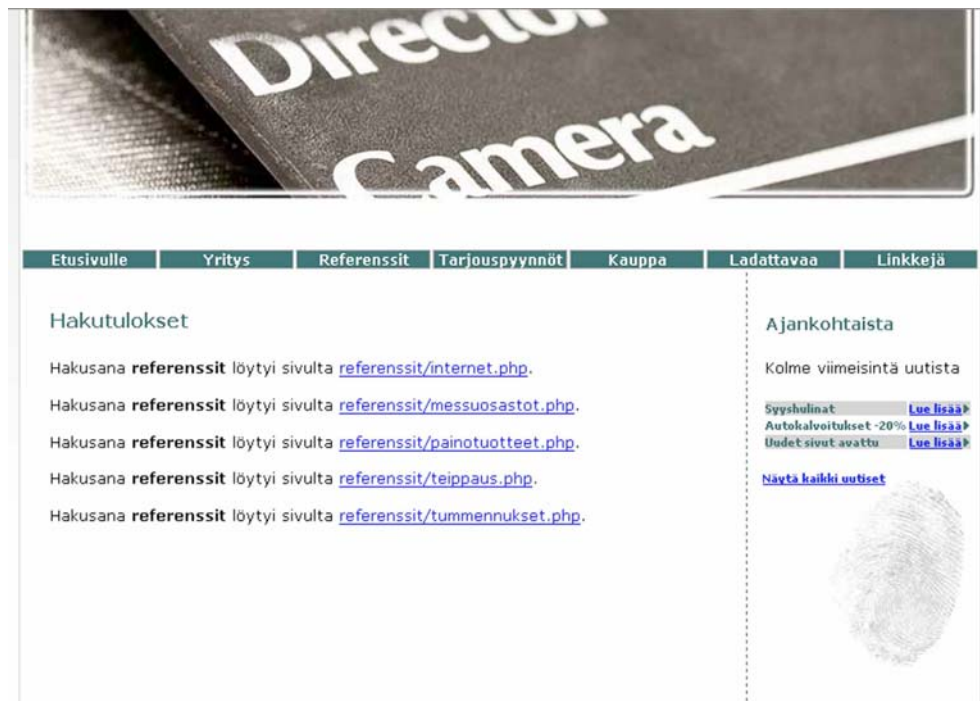 Director
Camera
Etusivulle Yritys Referenssit Tarjouspyynnöt Kauppa Ladattavaa Linkkejä
Hakutulokset
Hakusana referenssit löytyi sivulta referenssit/internet.php.
Hakusana referenssit löytyi sivulta referenssit/messuosastot.php.
Hakusana referenssit löytyi sivulta referenssit/painotuotteet.php.
Hakusana referenssit löytyi sivulta referenssit/teippaus.php.
Hakusana referenssit löytyi sivulta referenssit/tummennukset.php.
Ajankohtaista
Kolme viimeisintä uutista
Syyshulinat Lue lisää
Autokalvoitukset -20% Lue lisää
Uudet sivut avattu Lue lisää
Näytä kaikki uutiset